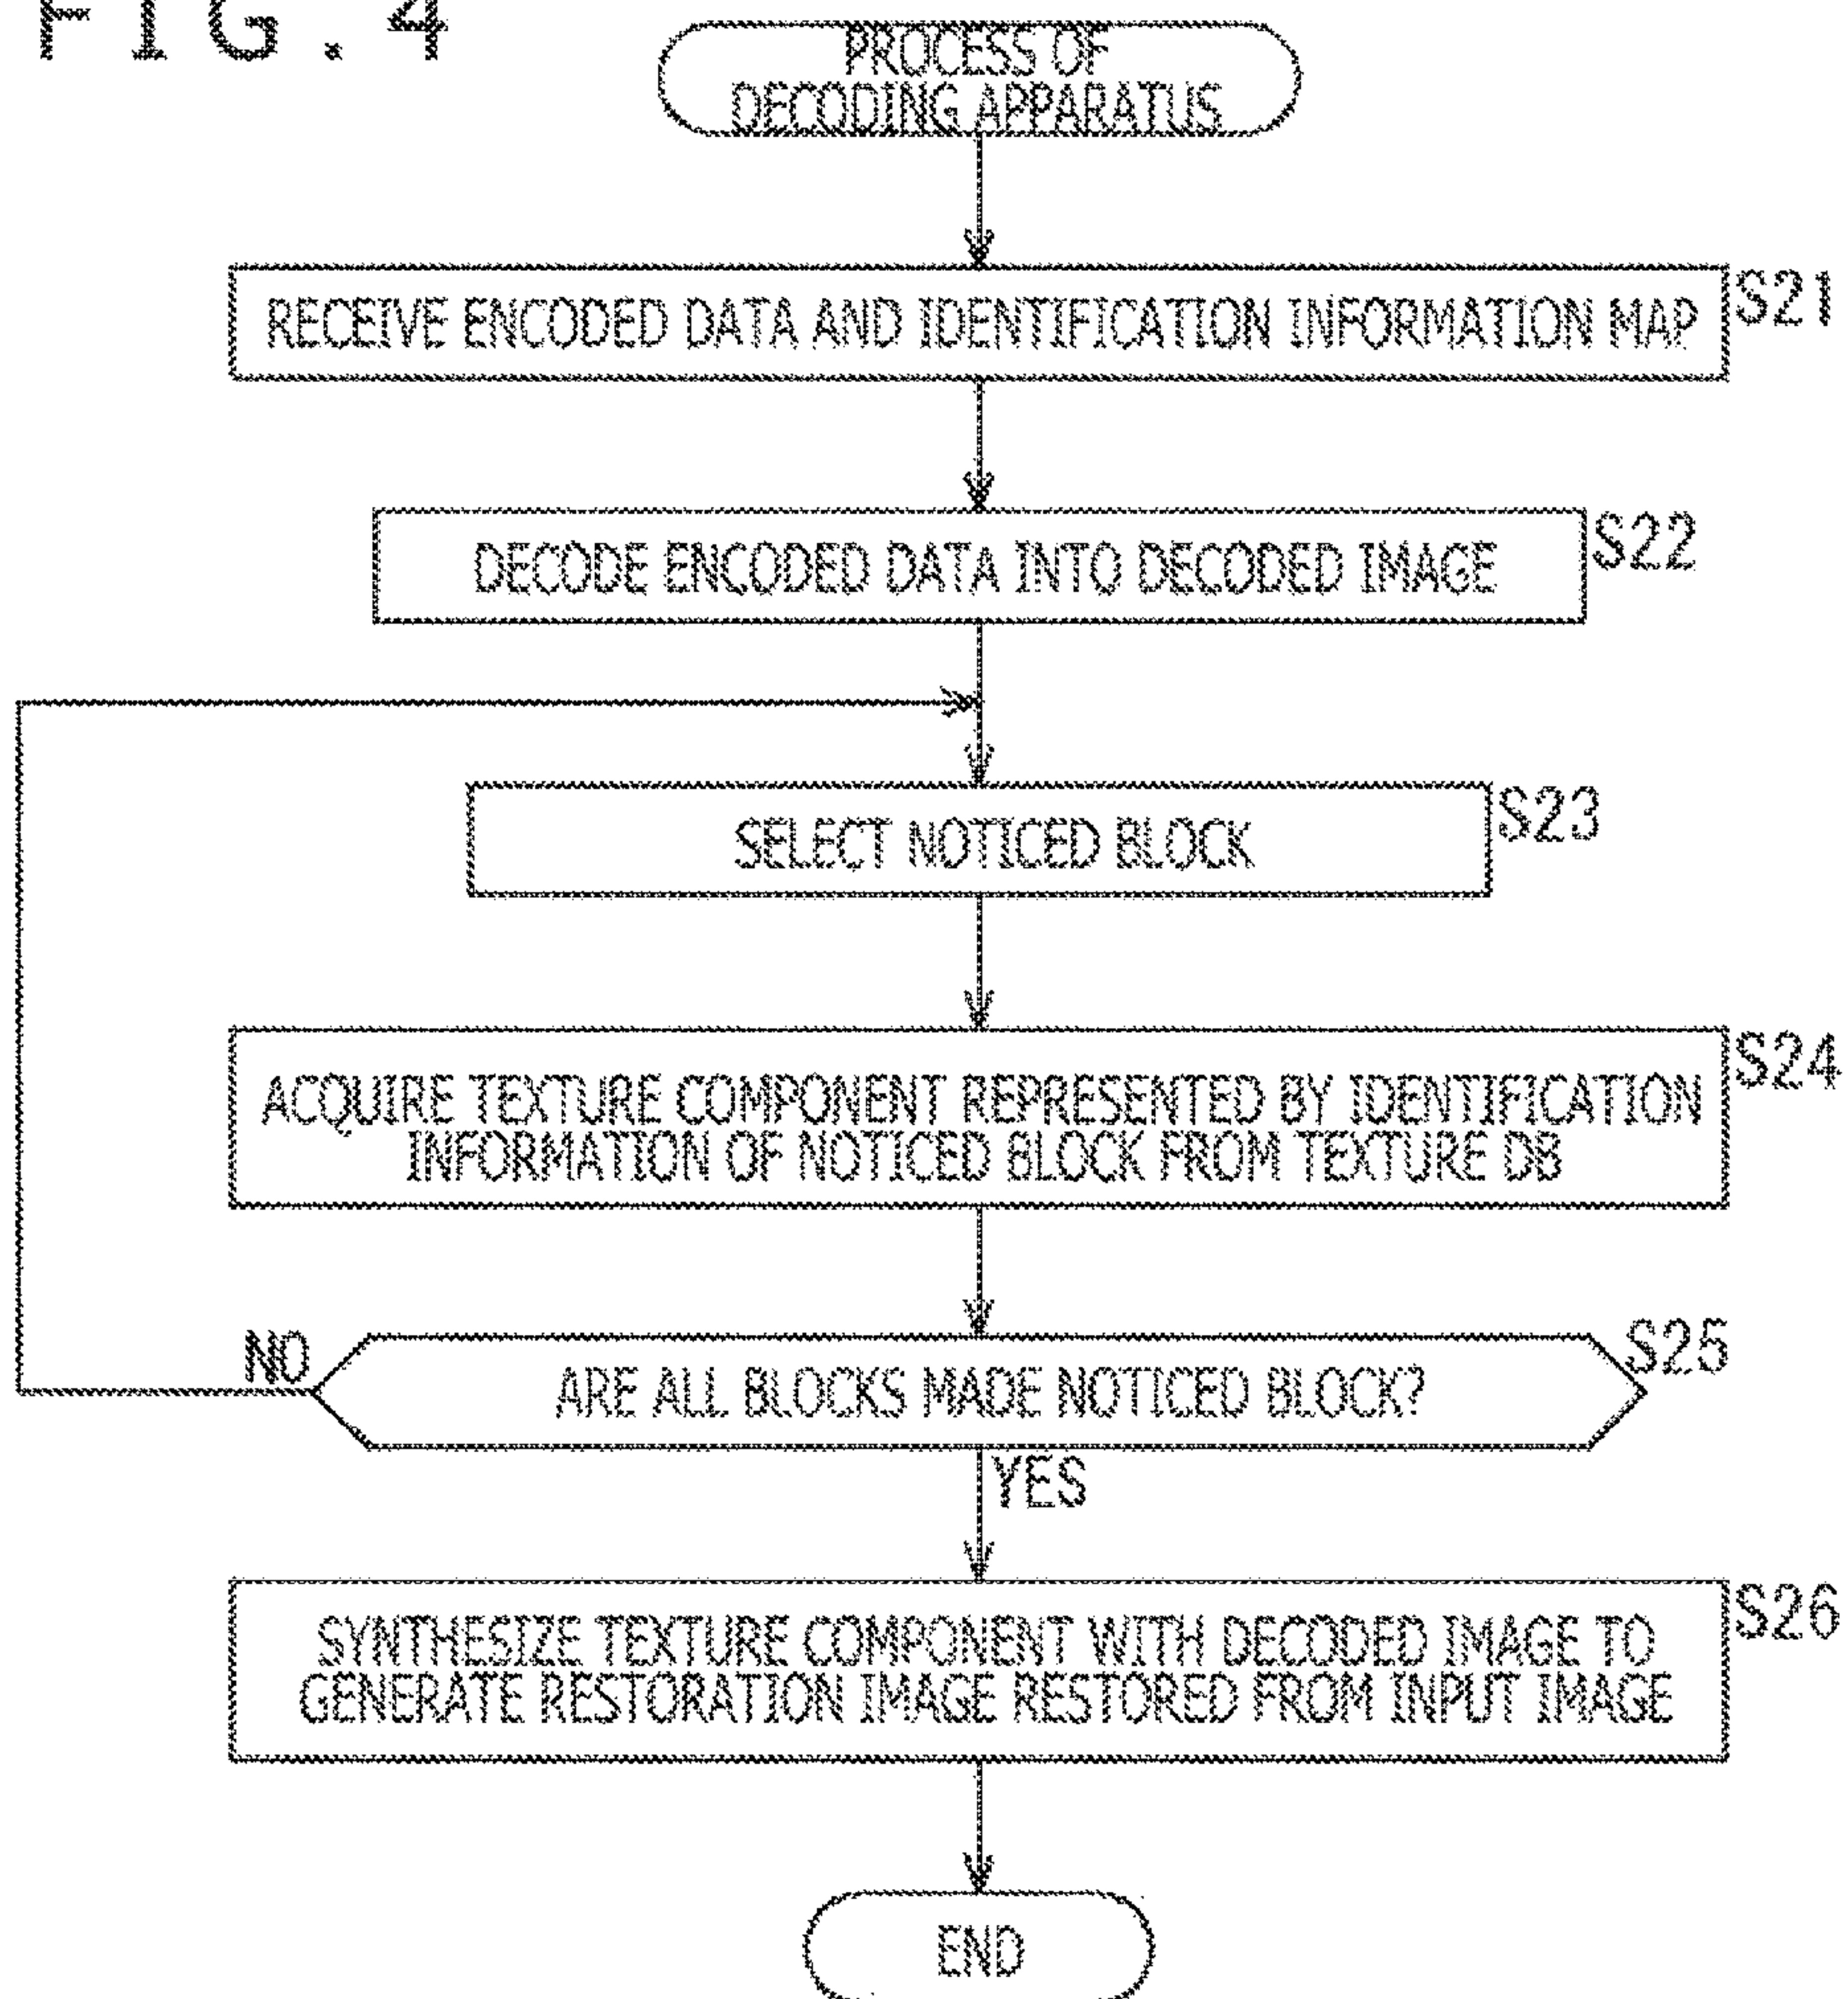 FIG. 4
PROCESS OF
DECODING APPARATUS
RECEIVE ENCODED DATA AND IDENTIFICATION INFORMATION MAP
S21
DECODE ENCODED DATA INTO DECODED IMAGE
S22
SELECT NOTICED BLOCK
S23
ACQUIRE TEXTURE COMPONENT REPRESENTED BY IDENTIFICATION
INFORMATION OF NOTICED BLOCK FROM TEXTURE DB
S24
NO
ARE ALL BLOCKS MADE NOTICED BLOCK?
S25
YES
SYNTHESIZE TEXTURE COMPONENT WITH DECODED IMAGE TO
GENERATE RESTORATION IMAGE RESTORED FROM INPUT IMAGE
S26
END